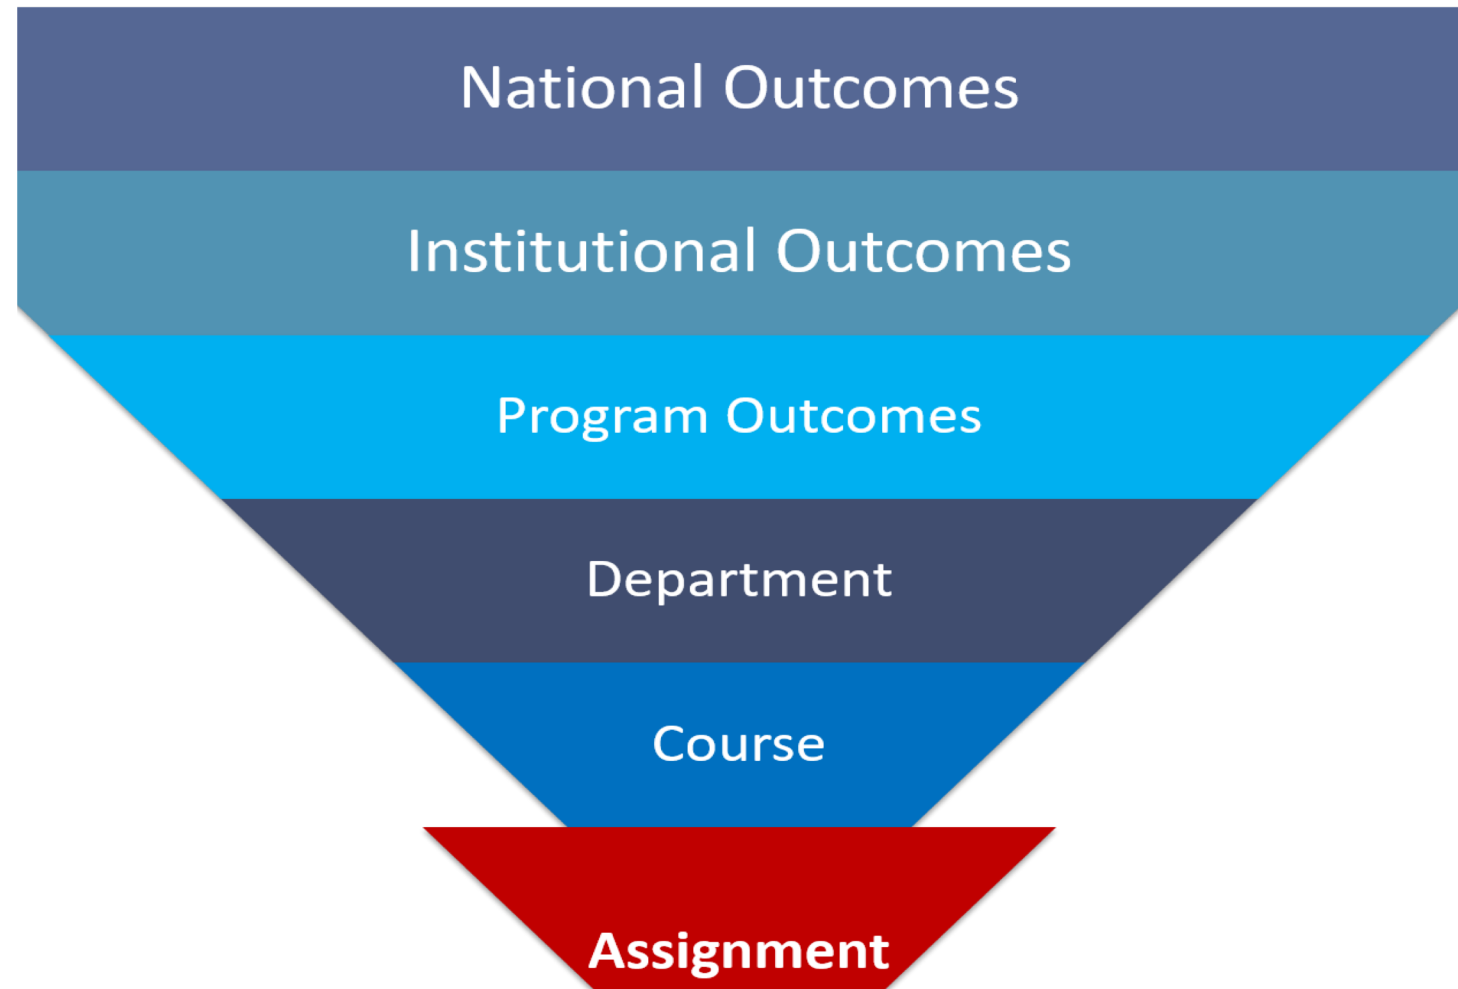 National Outcomes
Institutional Outcomes
Program Outcomes
Department
Course
Assignment